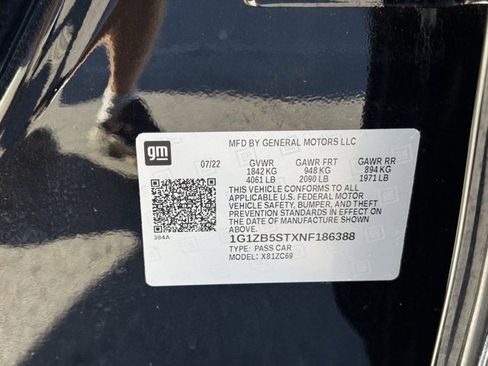 gm
MFD BY GENERAL MOTORS LLC
07/22 GVWR GAWR FRT GAWR RR
1842 KG 948 KG 894 KG
4061 LB 2090 LB 1971 LB
THIS VEHICLE CONFORMS TO ALL
APPLICABLE U.S. FEDERAL MOTOR
VEHICLE SAFETY, BUMPER, AND THEFT
PREVENTION STANDARDS IN EFFECT ON
THE DATE OF MANUFACTURE SHOWN
ABOVE.
384A
1G1ZB5STXNF186388
TYPE: PASS CAR
MODEL: X81ZC69